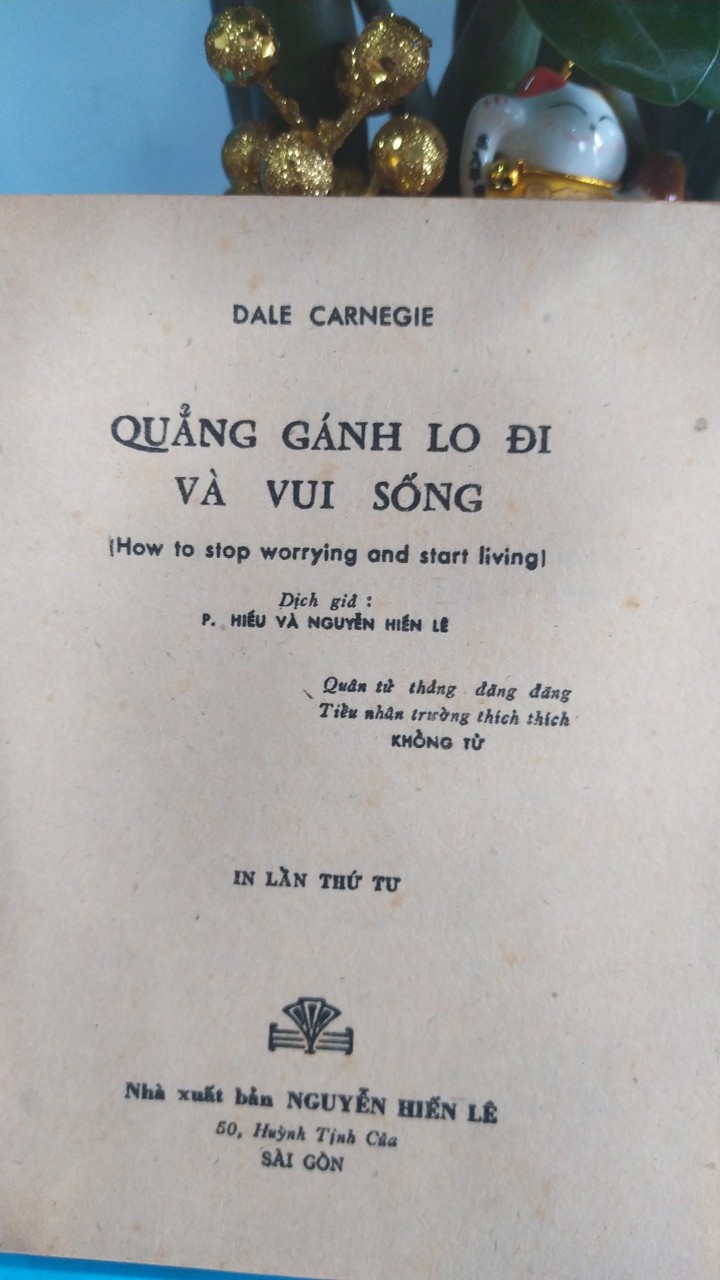 DALE CARNEGIE
QUẲNG GÁNH LO ĐI
VÀ VUI SỐNG
(How to stop worrying and start living)
Dịch giả :
P. HIẾU VÀ NGUYỄN HIẾN LÊ
Quân tử thản đãng đãng
Tiểu nhân trường thích thích
KHỔNG TỬ
IN LẦN THỨ TƯ
Nhà xuất bản NGUYỄN HIẾN LÊ
50, Huỳnh Tịnh Của
SÀI GÒN